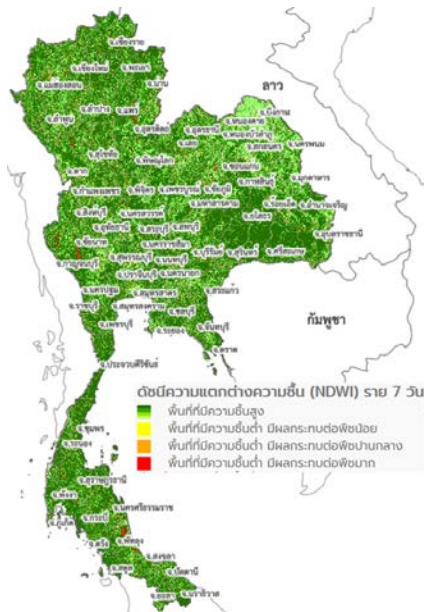 จ.เชียงราย
จ.เชียงใหม่ จ.พะเยา
จ.แม่ฮ่องสอน จ.น่าน
ลาว
จ.ลำปาง จ.แพร่
จ.ลำพูน
จ.บึงกาฬ
จ.หนองคาย
จ.อุตรดิตถ์ จ.อุดรธานี
จ.เลย จ.หนองบัวลำภู
จ.สกลนคร จ.นครพนม
จ.สุโขทัย
จ.พิษณุโลก
จ.ตาก จ.ขอนแก่น
จ.กาฬสินธุ์ จ.มุกดาหาร
จ.กำแพงเพชร จ.พิจิตร จ.เพชรบูรณ์ จ.ชัยภูมิ
จ.มหาสารคาม จ.ร้อยเอ็ด จ.อำนาจเจริญ
จ.สิงห์บุรี จ.นครสวรรค์ จ.ยโสธร
จ.อุทัยธานี จ.สระบุรี จ.ลพบุรี
จ.อุบลราชธานี
จ.ชัยนาท จ.นครราชสีมา
จ.สุพรรณบุรี จ.นนทบุรี จ.บุรีรัมย์ จ.สุรินทร์ จ.ศรีสะเกษ
จ.กาญจนบุรี
จ.ปราจีนบุรี จ.นครนายก
จ.นครปฐม จ.สมุทรสาคร จ.สระแก้ว
จ.ราชบุรี จ.สมุทรสงคราม
จ.ชลบุรี
กัมพูชา
จ.เพชรบุรี จ.ระยอง จ.จันทบุรี
จ.ตราด
จ.ประจวบคีรีขันธ์
ดัชนีความแตกต่างความชื้น (NDWI) ราย 7 วัน
พื้นที่ที่มีความชื้นสูง
พื้นที่ที่มีความชื้นต่ำ มีผลกระทบต่อพืชน้อย
พื้นที่ที่มีความชื้นต่ำ มีผลกระทบต่อพืชปานกลาง
พื้นที่ที่มีความชื้นต่ำ มีผลกระทบต่อพืชมาก
จ.ชุมพร
จ.ระนอง
จ.สุราษฎร์ธานี
จ.พังงา
จ.นครศรีธรรมราช
จ.ภูเก็ต จ.กระบี่
จ.ตรัง จ.พัทลุง
จ.สงขลา
จ.สตูล จ.ปัตตานี
จ.ยะลา จ.นราธิวาส